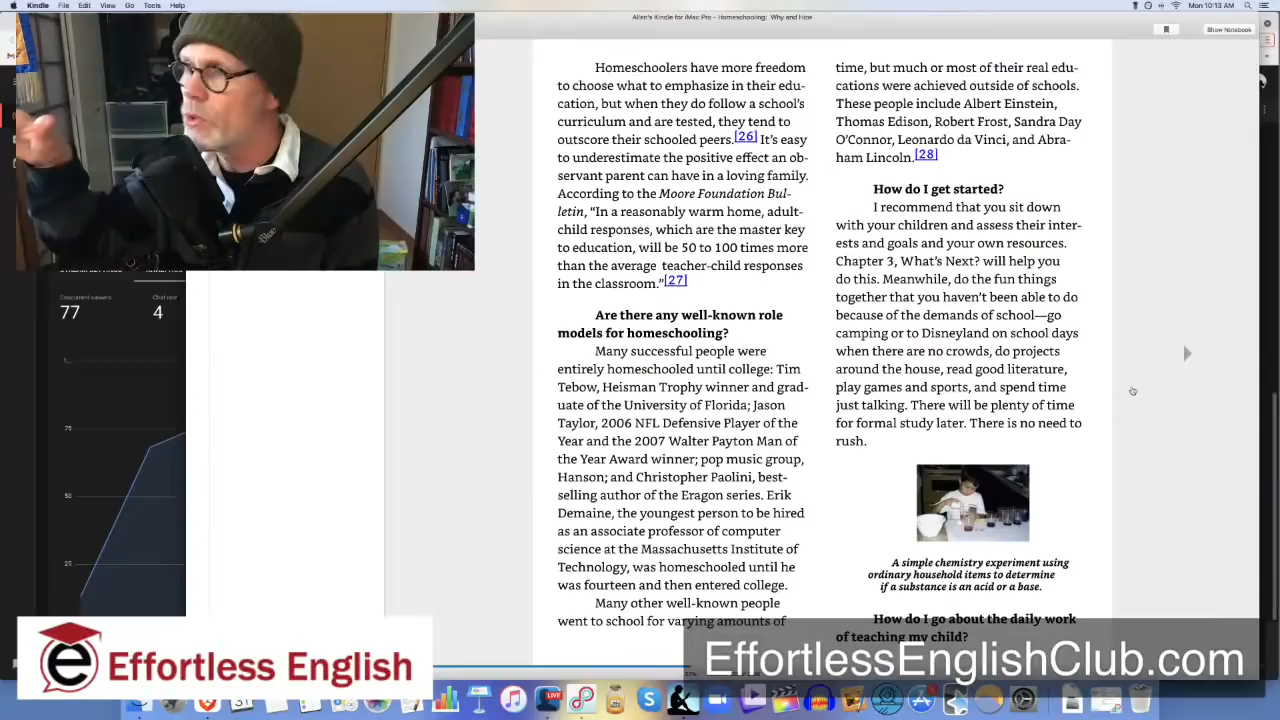 Kindle File Edit View Go Tools Help
Mon 10:13 AM
Allen's Kindle for iMac Pro - Homeschooling; Why and How
Show Notebook
Homeschoolers have more freedom
to choose what to emphasize in their edu-
cation, but when they do follow a school's
curriculum and are tested, they tend to
outscore their schooled peers.[26] It's easy
to underestimate the positive effect an ob-
servant parent can have in a loving family.
According to the Moore Foundation Bul-
letin, "In a reasonably warm home, adult-
child responses, which are the master key
to education, will be 50 to 100 times more
than the average teacher-child responses
in the classroom."[27]
Are there any well-known role
models for homeschooling?
Many successful people were
entirely homeschooled until college: Tim
Tebow, Heisman Trophy winner and grad-
uate of the University of Florida; Jason
Taylor, 2006 NFL Defensive Player of the
Year and the 2007 Walter Payton Man of
the Year Award winner; pop music group,
Hanson; and Christopher Paolini, best-
selling author of the Eragon series. Erik
Demaine, the youngest person to be hired
as an associate professor of computer
science at the Massachusetts Institute of
Technology, was homeschooled until he
was fourteen and then entered college.
Many other well-known people
went to school for varying amounts of
time, but much or most of their real edu-
cations were achieved outside of schools.
These people include Albert Einstein,
Thomas Edison, Robert Frost, Sandra Day
O'Connor, Leonardo da Vinci, and Abra-
ham Lincoln.[28]
How do I get started?
I recommend that you sit down
with your children and assess their inter-
ests and goals and your own resources.
Chapter 3, What's Next? will help you
do this. Meanwhile, do the fun things
together that you haven't been able to do
because of the demands of school—go
camping or to Disneyland on school days
when there are no crowds, do projects
around the house, read good literature,
play games and sports, and spend time
just talking. There will be plenty of time
for formal study later. There is no need to
rush.
A simple chemistry experiment using
ordinary household items to determine
if a substance is an acid or a base.
How do I go about the daily work
of teaching my child?
Concurrent viewers
77
4
75
50
25
Effortless English
EffortlessEnglishClub.com
LIVE